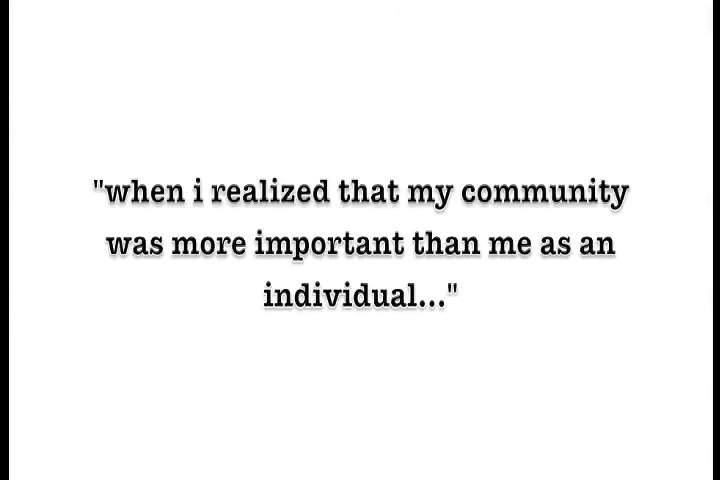 "when i realized that my community
was more important than me as an
individual..."